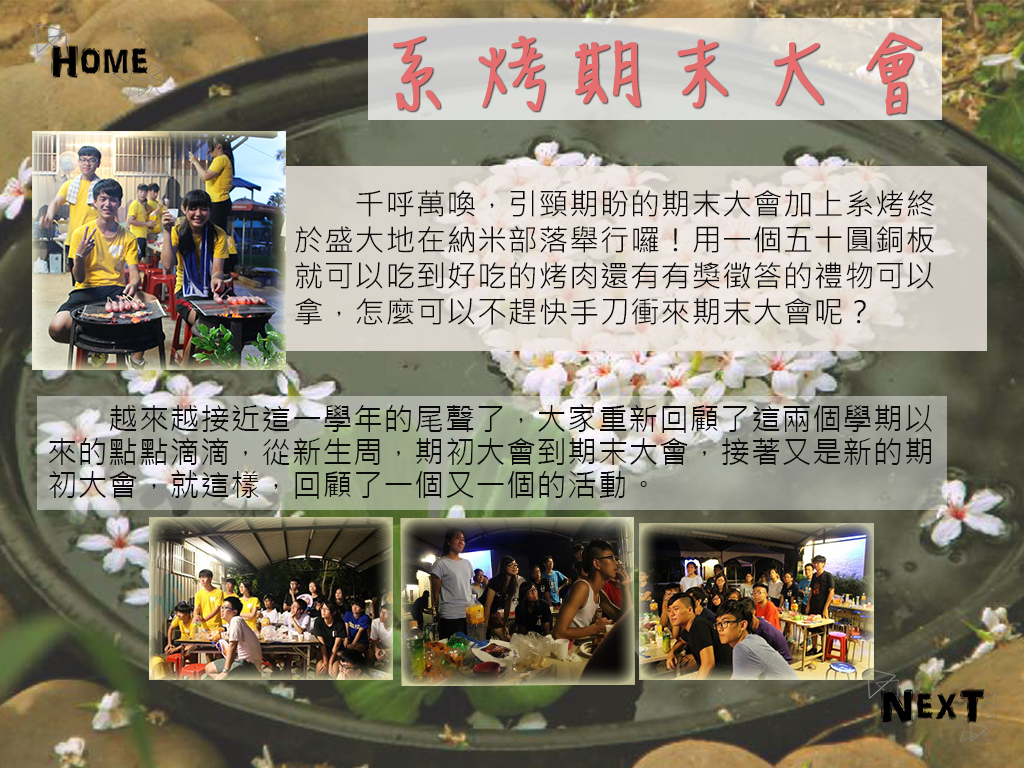 HOME
系烤期末大會
千呼萬喚，引頸期盼的期末大會加上系烤終
於盛大地在納米部落舉行囉！用一個五十圓銅板
就可以吃到好吃的烤肉還有有獎徵答的禮物可以
拿，怎麼可以不趕快手刀衝來期末大會呢？
越來越接近這一學年的尾聲了，大家重新回顧了這兩個學期以
來的點點滴滴，從新生周，期初大會到期末大會，接著又是新的期
初大會，就這樣，回顧了一個又一個的活動。
NEXT